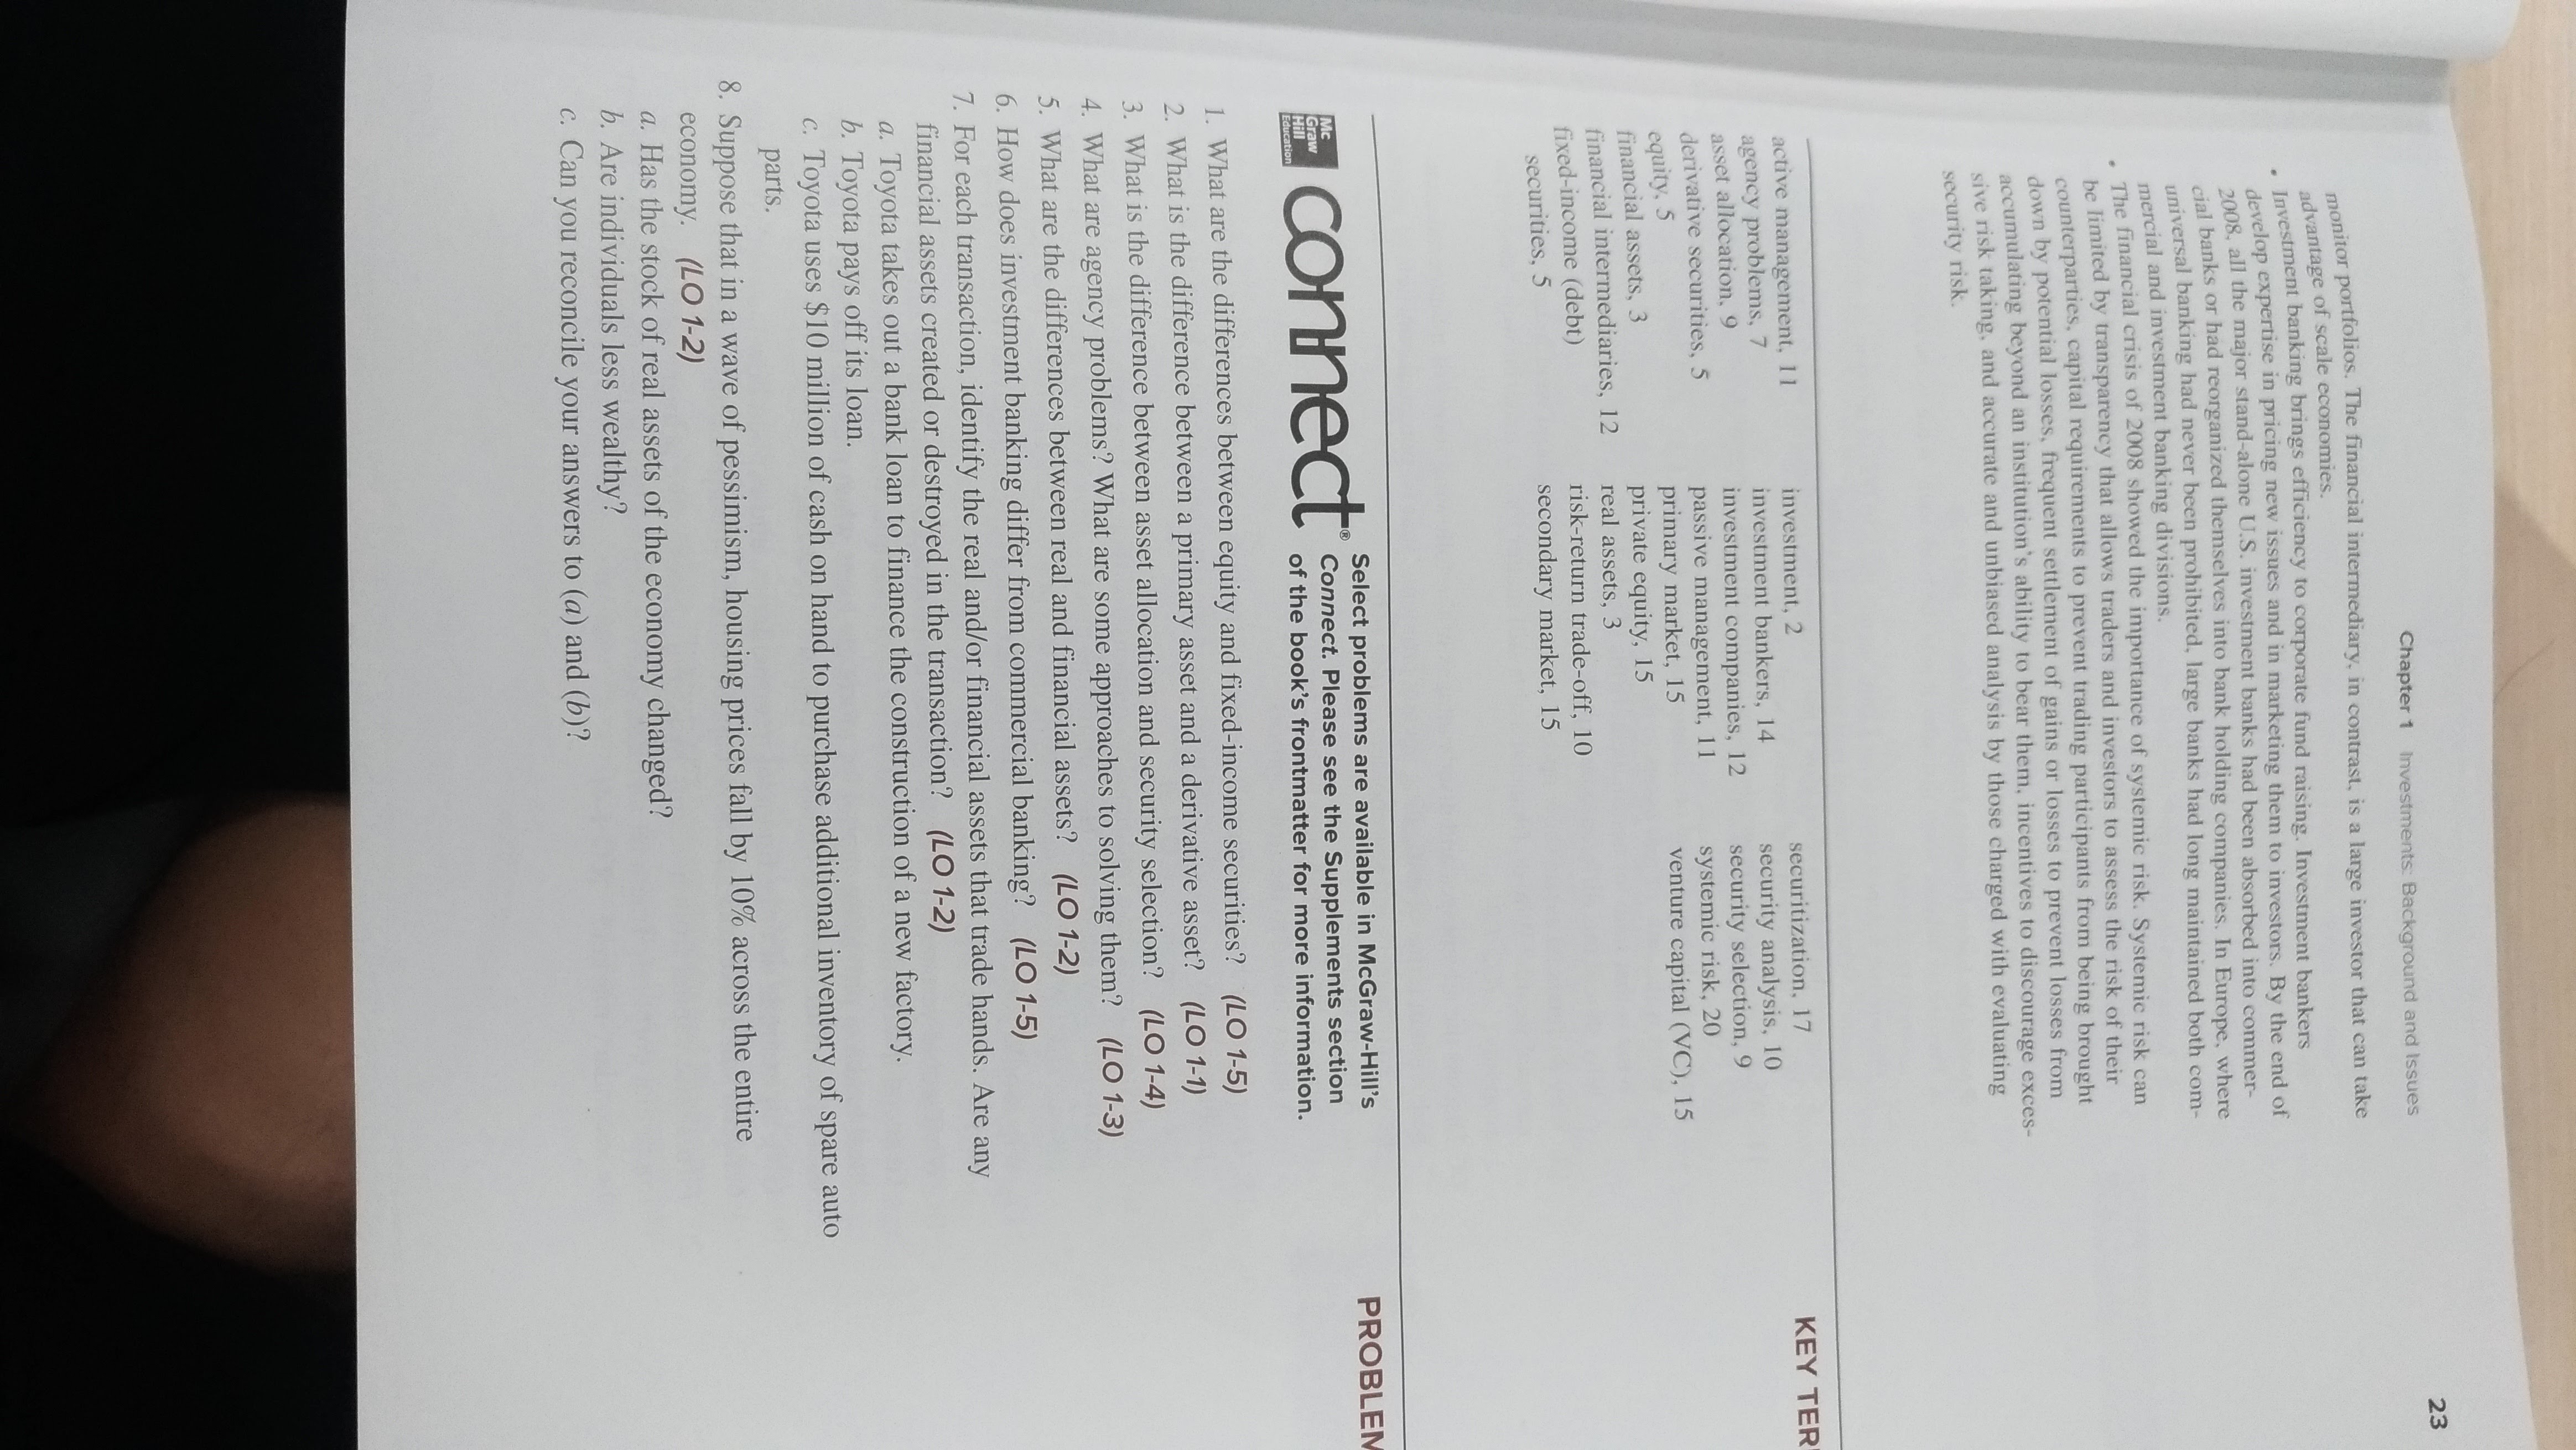 23
Chapter 1 Investments: Background and Issues
monitor portfolios. The financial intermediary, in contrast, is a large investor that can take
advantage of scale economies.
• Investment banking brings efficiency to corporate fund raising. Investment bankers
develop expertise in pricing new issues and in marketing them to investors. By the end of
2008, all the major stand-alone U.S. investment banks had been absorbed into commer-
cial banks or had reorganized themselves into bank holding companies. In Europe, where
universal banking had never been prohibited, large banks had long maintained both com-
mercial and investment banking divisions.
• The financial crisis of 2008 showed the importance of systemic risk. Systemic risk can
be limited by transparency that allows traders and investors to assess the risk of their
counterparties, capital requirements to prevent trading participants from being brought
down by potential losses, frequent settlement of gains or losses to prevent losses from
accumulating beyond an institution's ability to bear them, incentives to discourage exces-
sive risk taking, and accurate and unbiased analysis by those charged with evaluating
security risk.
KEY TER
active management, 11
agency problems, 7
asset allocation, 9
derivative securities, 5
equity, 5
financial assets, 3
financial intermediaries, 12
fixed-income (debt)
securities, 5
investment, 2
investment bankers, 14
investment companies, 12
passive management, 11
primary market, 15
private equity, 15
real assets, 3
risk-return trade-off, 10
secondary market, 15
securitization, 17
security analysis, 10
security selection, 9
systemic risk, 20
venture capital (VC), 15
PROBLEM
Mc
Graw
Hill
Education
connect®
Select problems are available in McGraw-Hill's
Connect. Please see the Supplements section
of the book's frontmatter for more information.
1. What are the differences between equity and fixed-income securities? (LO 1-5)
2. What is the difference between a primary asset and a derivative asset? (LO 1-1)
3. What is the difference between asset allocation and security selection? (LO 1-4)
4. What are agency problems? What are some approaches to solving them? (LO 1-3)
5. What are the differences between real and financial assets? (LO 1-2)
6. How does investment banking differ from commercial banking? (LO 1-5)
7. For each transaction, identify the real and/or financial assets that trade hands. Are any
financial assets created or destroyed in the transaction? (LO 1-2)
a. Toyota takes out a bank loan to finance the construction of a new factory.
b. Toyota pays off its loan.
c. Toyota uses $10 million of cash on hand to purchase additional inventory of spare auto
parts.
8. Suppose that in a wave of pessimism, housing prices fall by 10% across the entire
economy. (LO 1-2)
a. Has the stock of real assets of the economy changed?
b. Are individuals less wealthy?
c. Can you reconcile your answers to (a) and (b)?